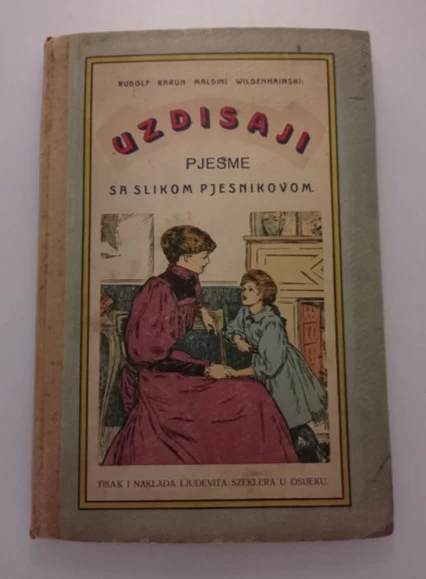 RUDOLF BARUN MALDINI WILDENHAINSKI:
UZDISAJI
PJESME
SA SLIKOM PJESNIKOVOM.
TISAK I NAKLADA LJUDEVITA SZEKLERA U OSIJEKU.